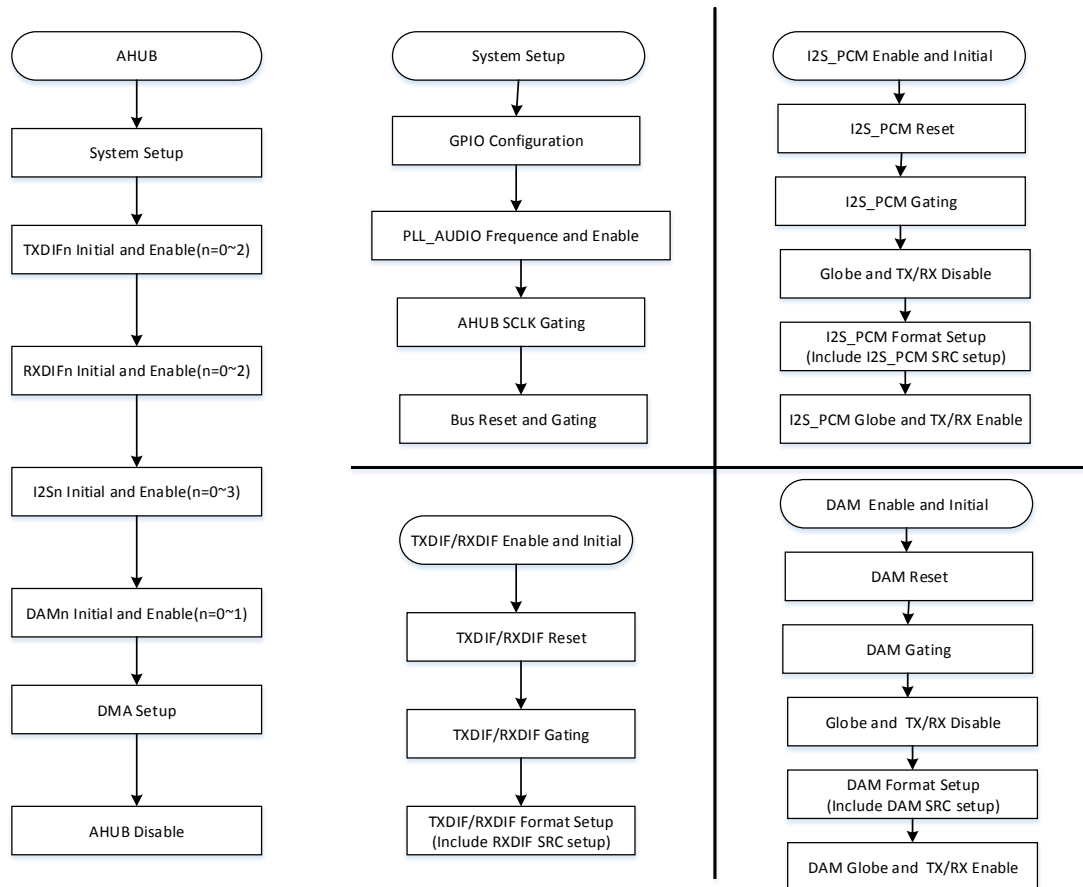 AHUB
System Setup
TXDIFn Initial and Enable(n=0~2)
RXDIFn Initial and Enable(n=0~2)
I2Sn Initial and Enable(n=0~3)
DAMn Initial and Enable(n=0~1)
DMA Setup
AHUB Disable
System Setup
GPIO Configuration
PLL_AUDIO Frequence and Enable
AHUB SCLK Gating
Bus Reset and Gating
I2S_PCM Enable and Initial
I2S_PCM Reset
I2S_PCM Gating
Globe and TX/RX Disable
I2S_PCM Format Setup
(Include I2S_PCM SRC setup)
I2S_PCM Globe and TX/RX Enable
TXDIF/RXDIF Enable and Initial
TXDIF/RXDIF Reset
TXDIF/RXDIF Gating
TXDIF/RXDIF Format Setup
(Include RXDIF SRC setup)
DAM Enable and Initial
DAM Reset
DAM Gating
Globe and TX/RX Disable
DAM Format Setup
(Include DAM SRC setup)
DAM Globe and TX/RX Enable